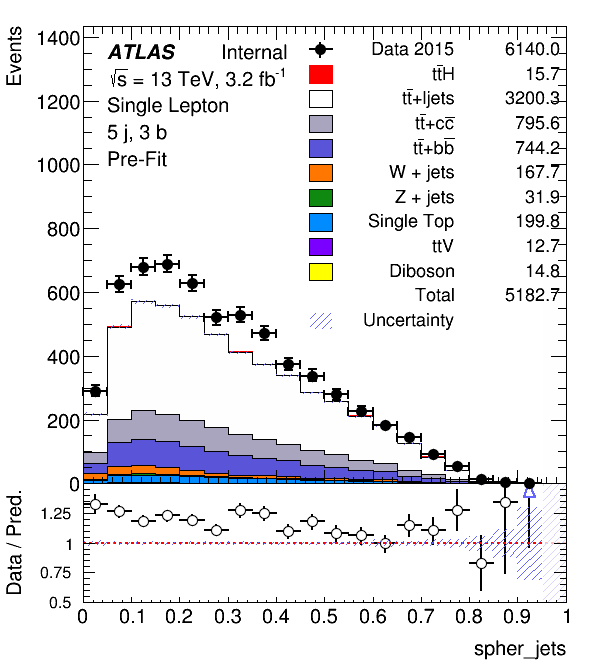 Events
1400
1200
1000
800
600
400
200
0
ATLAS Internal
√s = 13 TeV, 3.2 fb⁻¹
Single Lepton
5 j, 3 b
Pre-Fit
Data 2015 6140.0
tt̄H 15.7
tt̄+ljets 3200.3
tt̄+cc̄ 795.6
tt̄+bb̄ 744.2
W + jets 167.7
Z + jets 31.9
Single Top 199.8
ttV 12.7
Diboson 14.8
Total 5182.7
Uncertainty
Data / Pred.
1.25
1
0.75
0.5
0 0.1 0.2 0.3 0.4 0.5 0.6 0.7 0.8 0.9 1
spher_jets